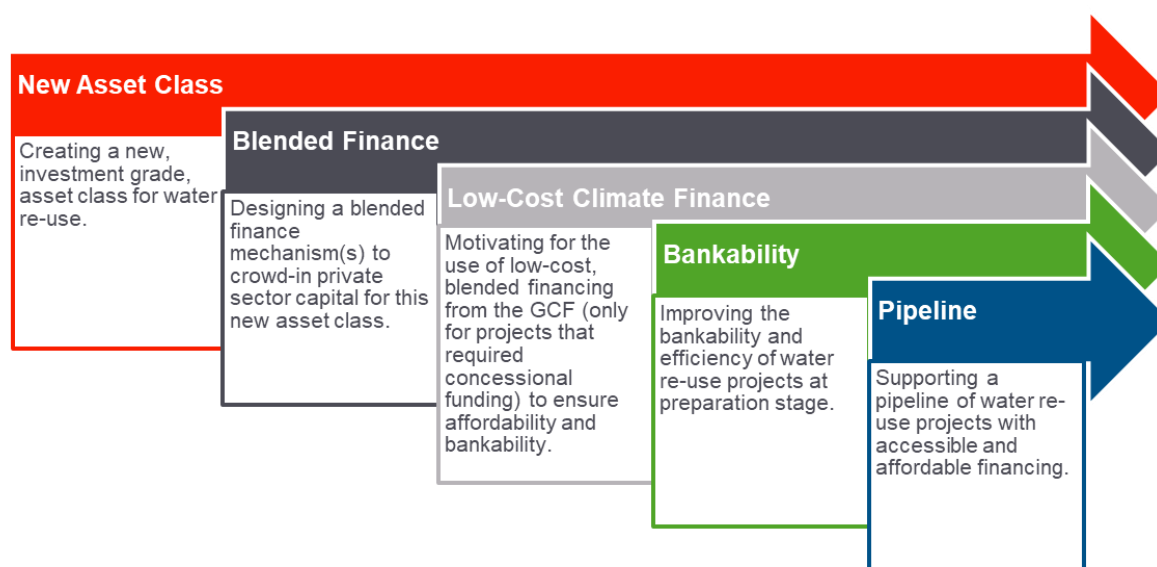 New Asset Class
Creating a new,
investment grade,
asset class for water
re-use.
Blended Finance
Designing a blended
finance
mechanism(s) to
crowd-in private
sector capital for this
new asset class.
Low-Cost Climate Finance
Motivating for the
use of low-cost,
blended financing
from the GCF (only
for projects that
required
concessional
funding) to ensure
affordability and
bankability.
Bankability
Improving the
bankability and
efficiency of water
re-use projects at
preparation stage.
Pipeline
Supporting a
pipeline of water re-
use projects with
accessible and
affordable financing.